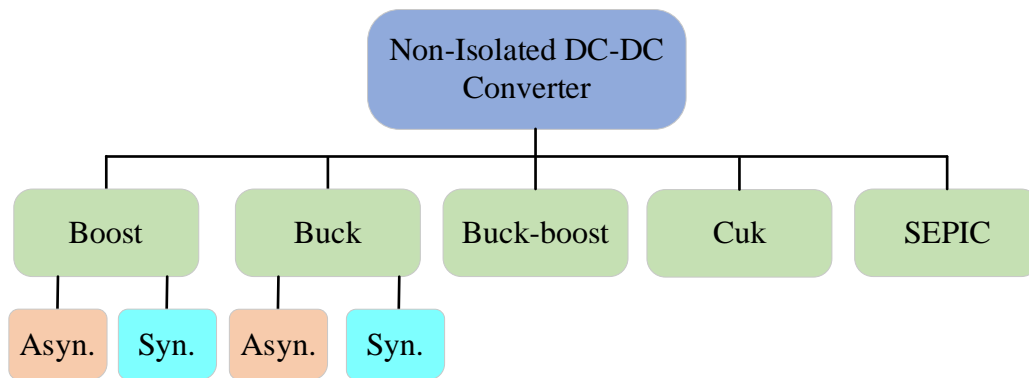 Non-Isolated DC-DC
Converter
Boost
Buck
Buck-boost
Cuk
SEPIC
Asyn.
Syn.
Asyn.
Syn.